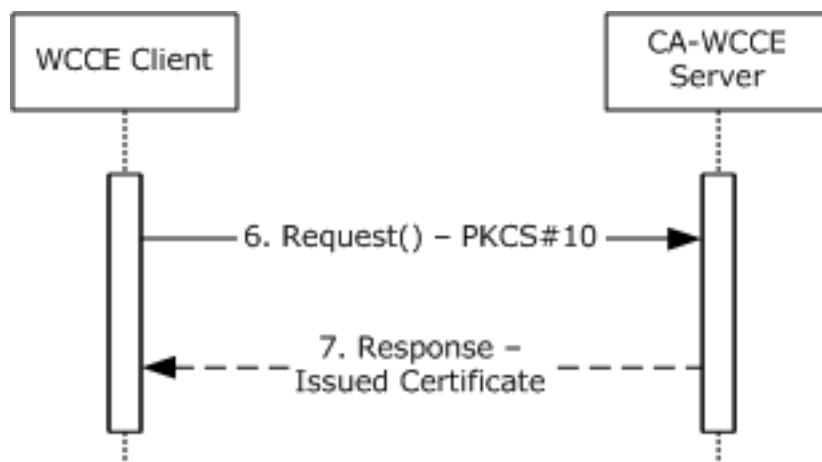 WCCE Client
CA-WCCE
Server
6. Request() – PKCS#10
7. Response –
Issued Certificate